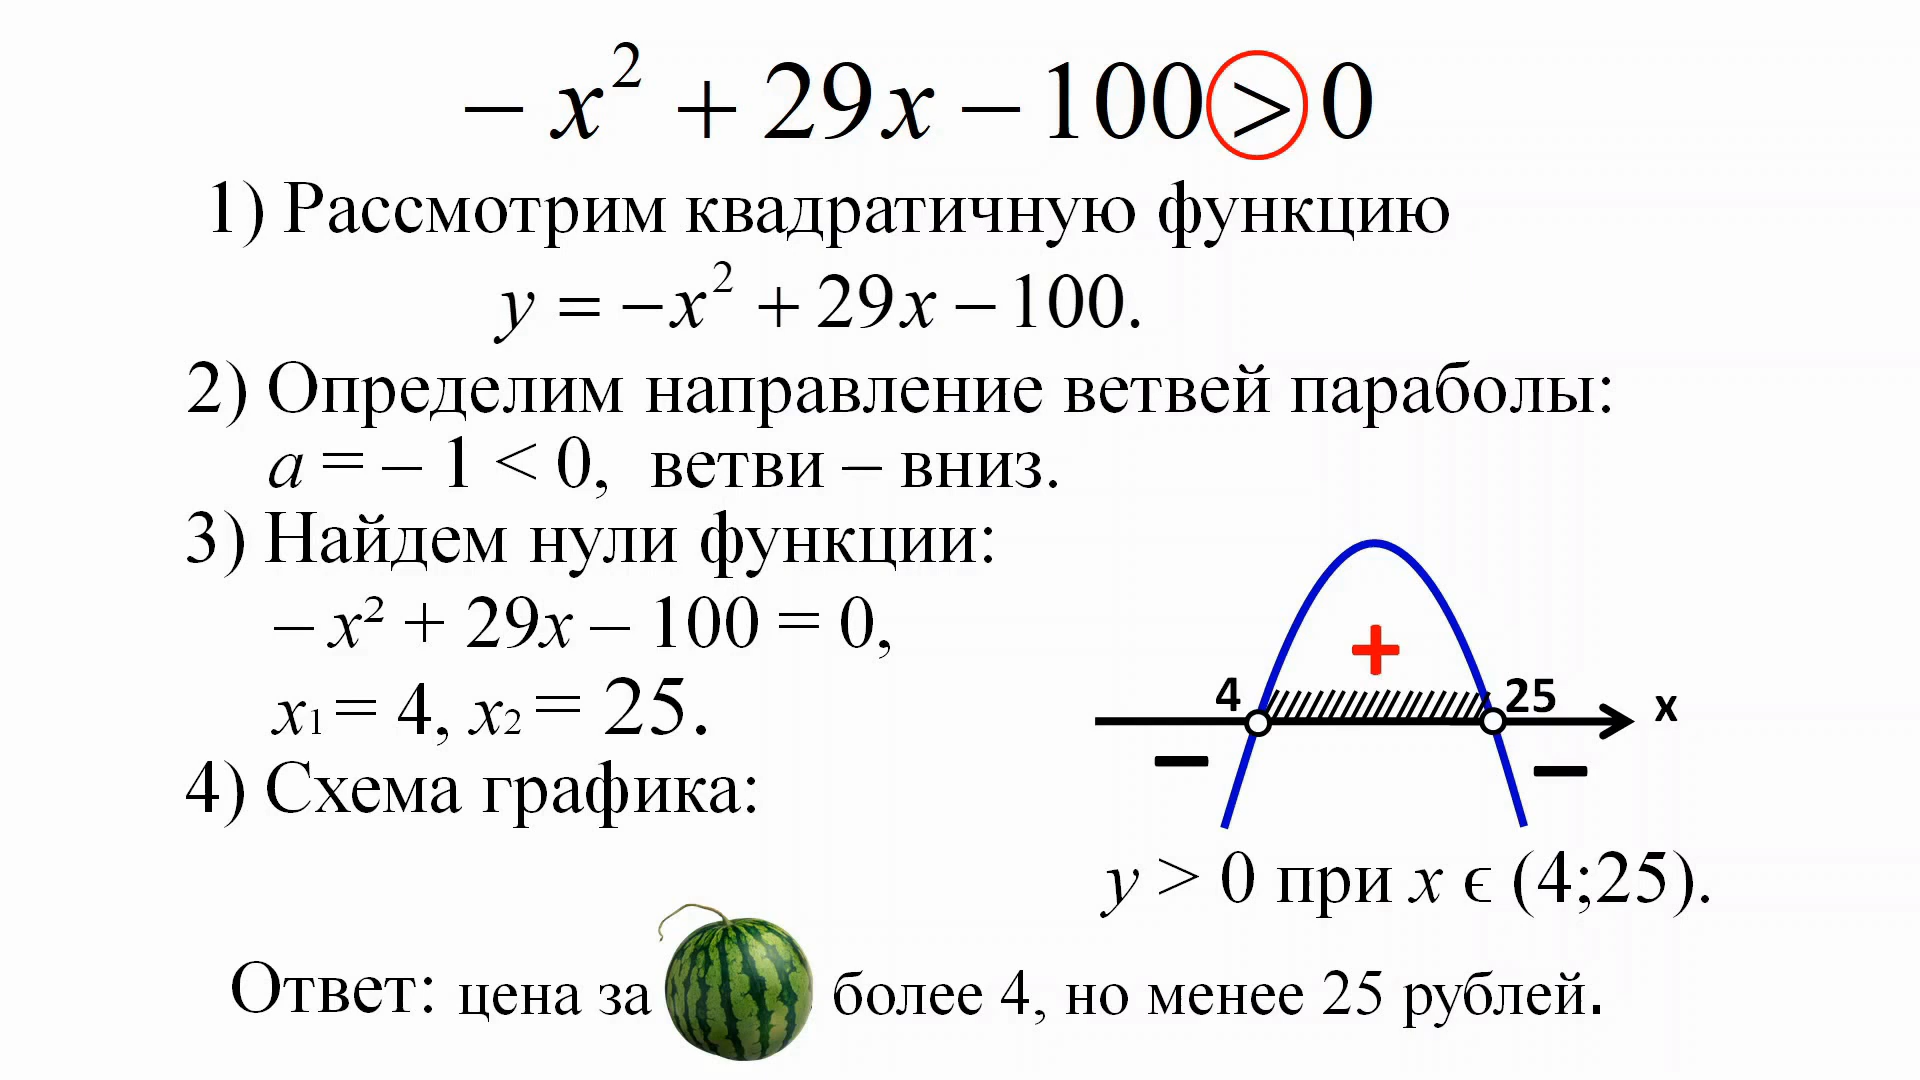 − x² + 29x − 100 > 0
1) Рассмотрим квадратичную функцию
y = −x² + 29x − 100.
2) Определим направление ветвей параболы:
a = – 1 < 0, ветви – вниз.
3) Найдем нули функции:
– x² + 29x – 100 = 0,
x₁ = 4, x₂ = 25.
4) Схема графика:
+
4 25 x
– –
y > 0 при x ϵ (4;25).
Ответ: цена за более 4, но менее 25 рублей.